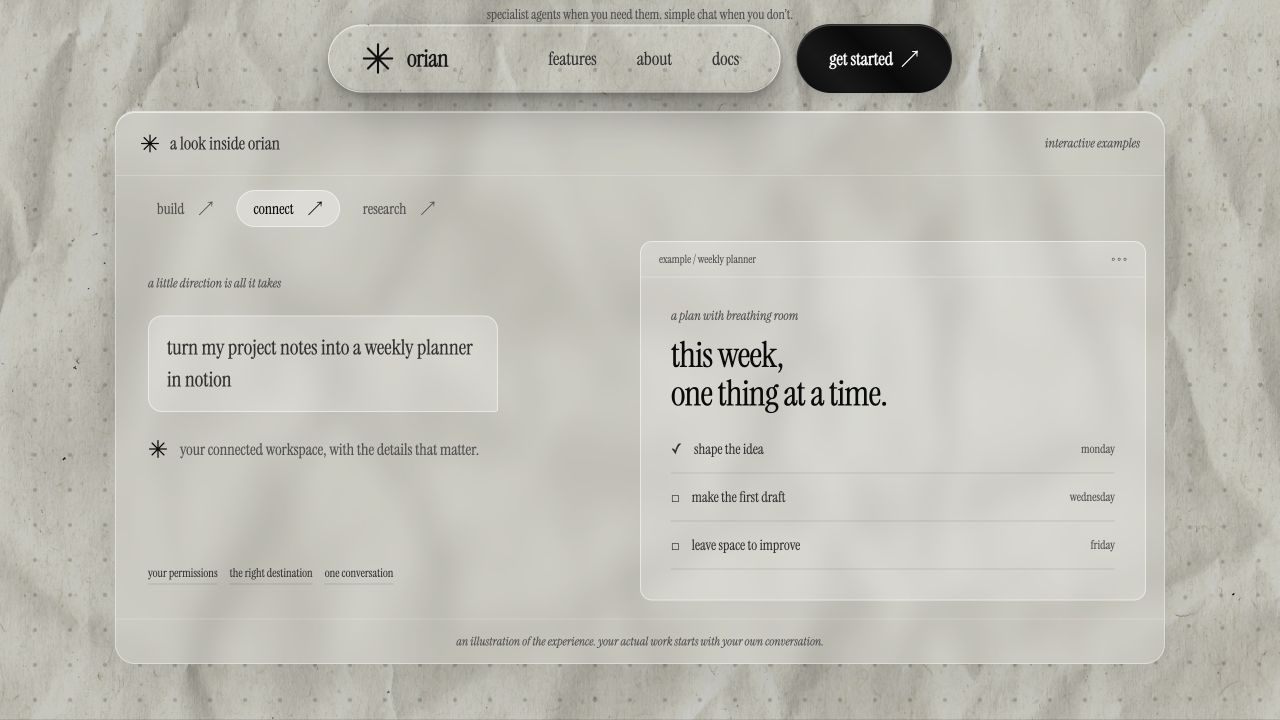 specialist agents when you need them. simple chat when you don't.
orian
features
about
docs
get started
a look inside orian
interactive examples
build
connect
research
a little direction is all it takes
turn my project notes into a weekly planner
in notion
your connected workspace, with the details that matter.
your permissions
the right destination
one conversation
example / weekly planner
a plan with breathing room
this week,
one thing at a time.
shape the idea
monday
make the first draft
wednesday
leave space to improve
friday
an illustration of the experience. your actual work starts with your own conversation.